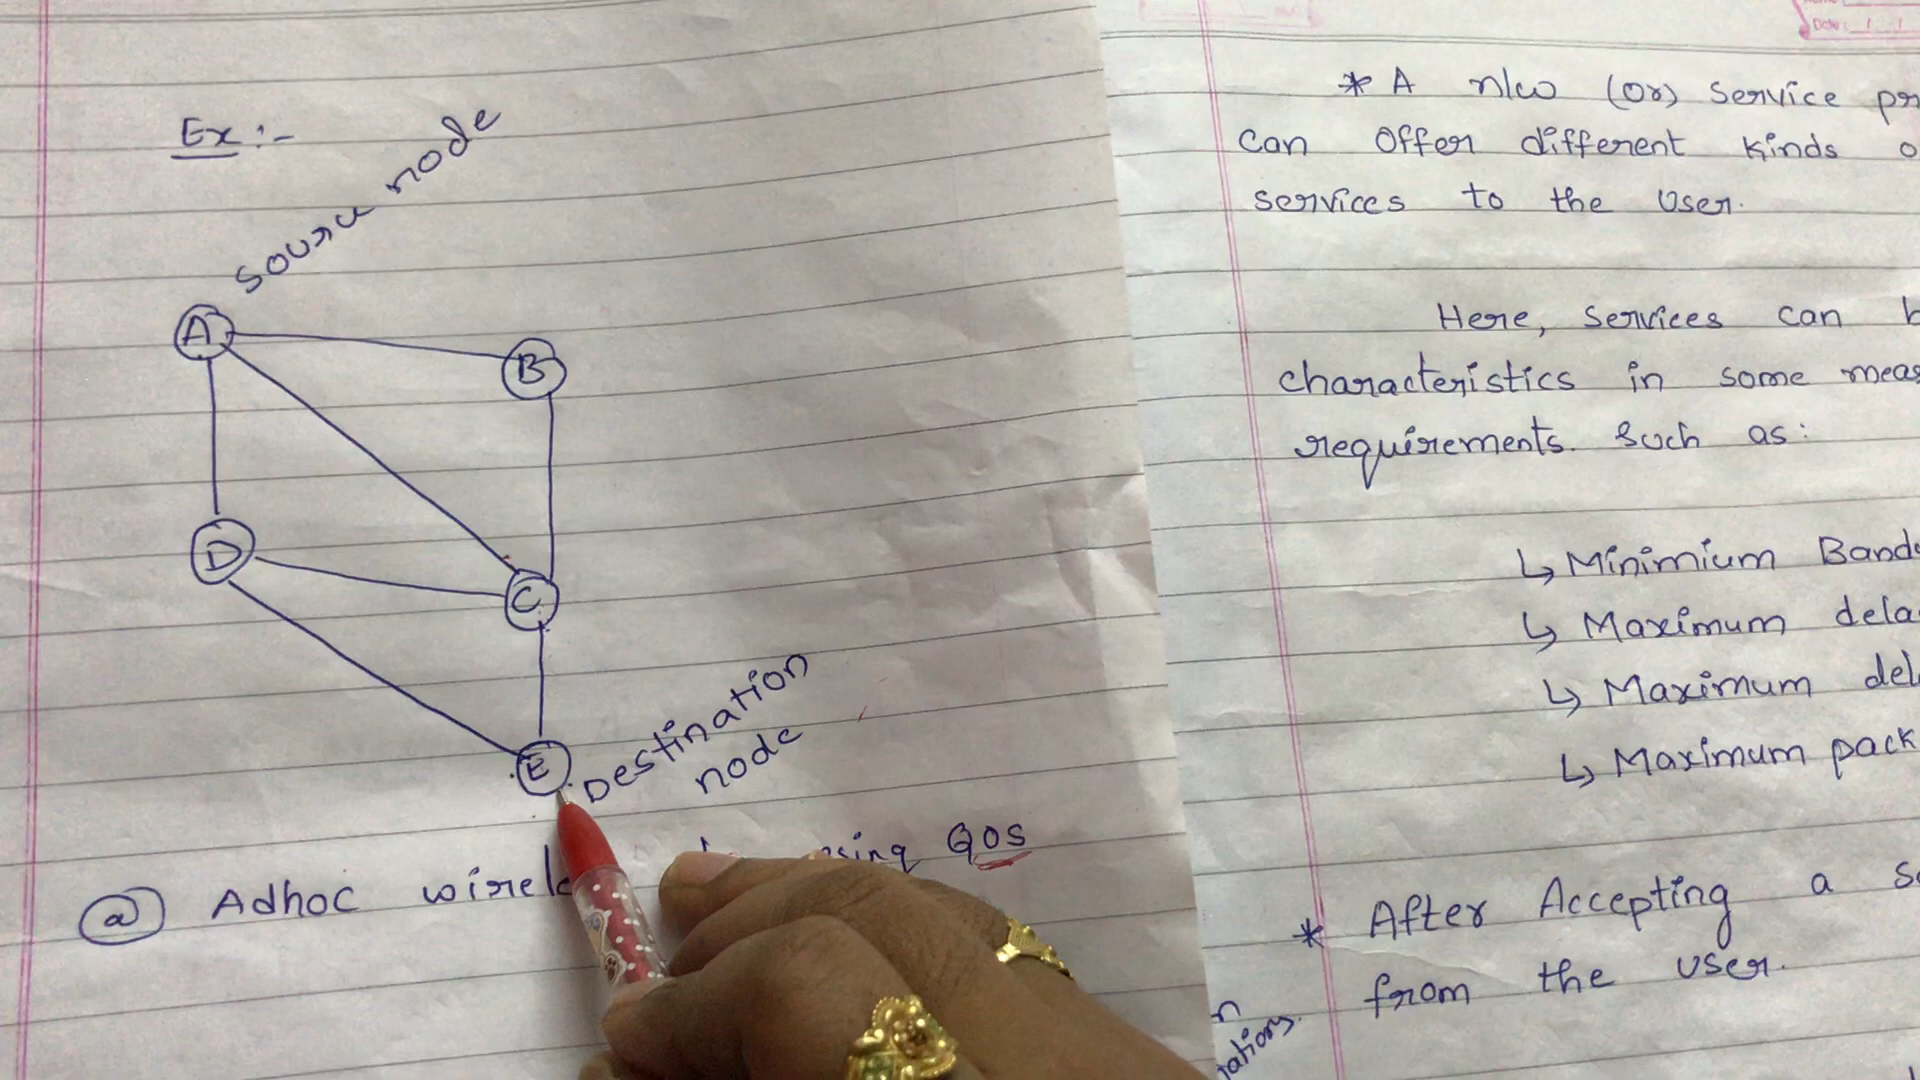 Ex:-
Source node
A
B
D
C
E
Destination
node
@ Adhoc QOS
Date: / /
* A n/w (or) service
can offer different kinds
services to the user.
Here, services can
characteristics in some
requirements. Such as:
↳ Minimium
↳ Maximum
↳ Maximum
↳ Maximum
* After Accepting a
from the user.